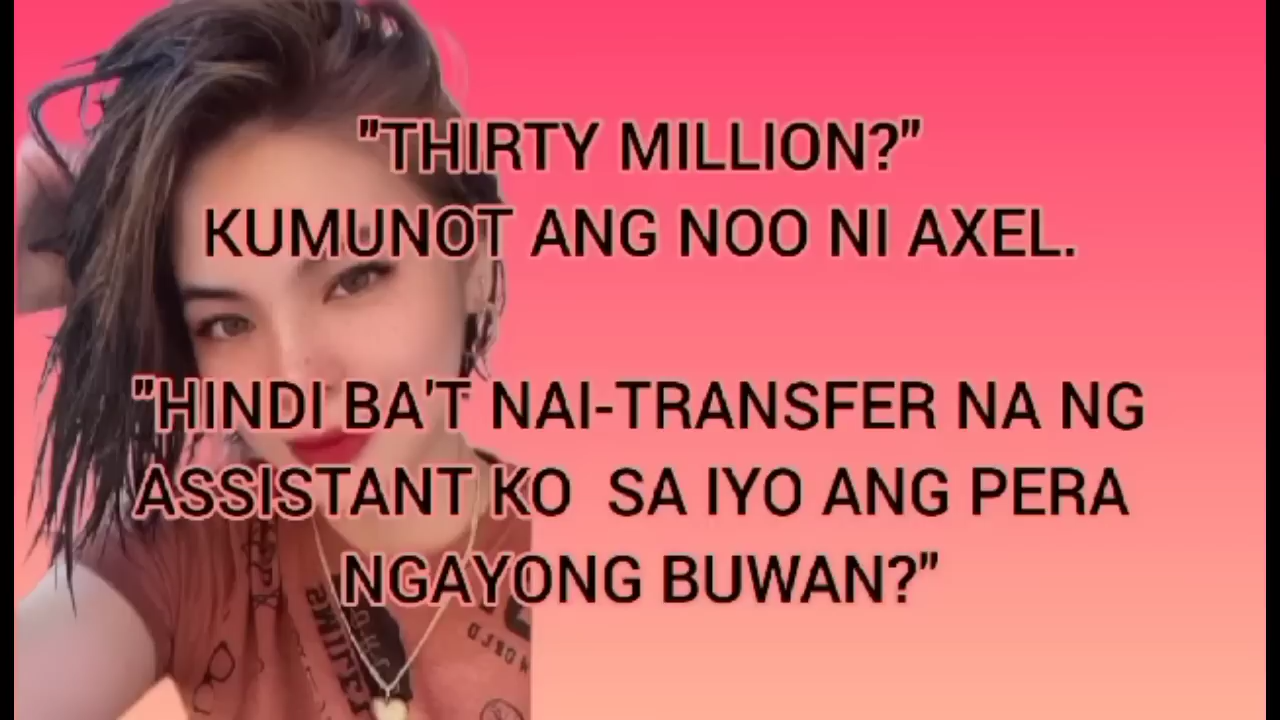 "THIRTY MILLION?"
KUMUNOT ANG NOO NI AXEL.
"HINDI BA'T NAI-TRANSFER NA NG
ASSISTANT KO SA IYO ANG PERA
NGAYONG BUWAN?"